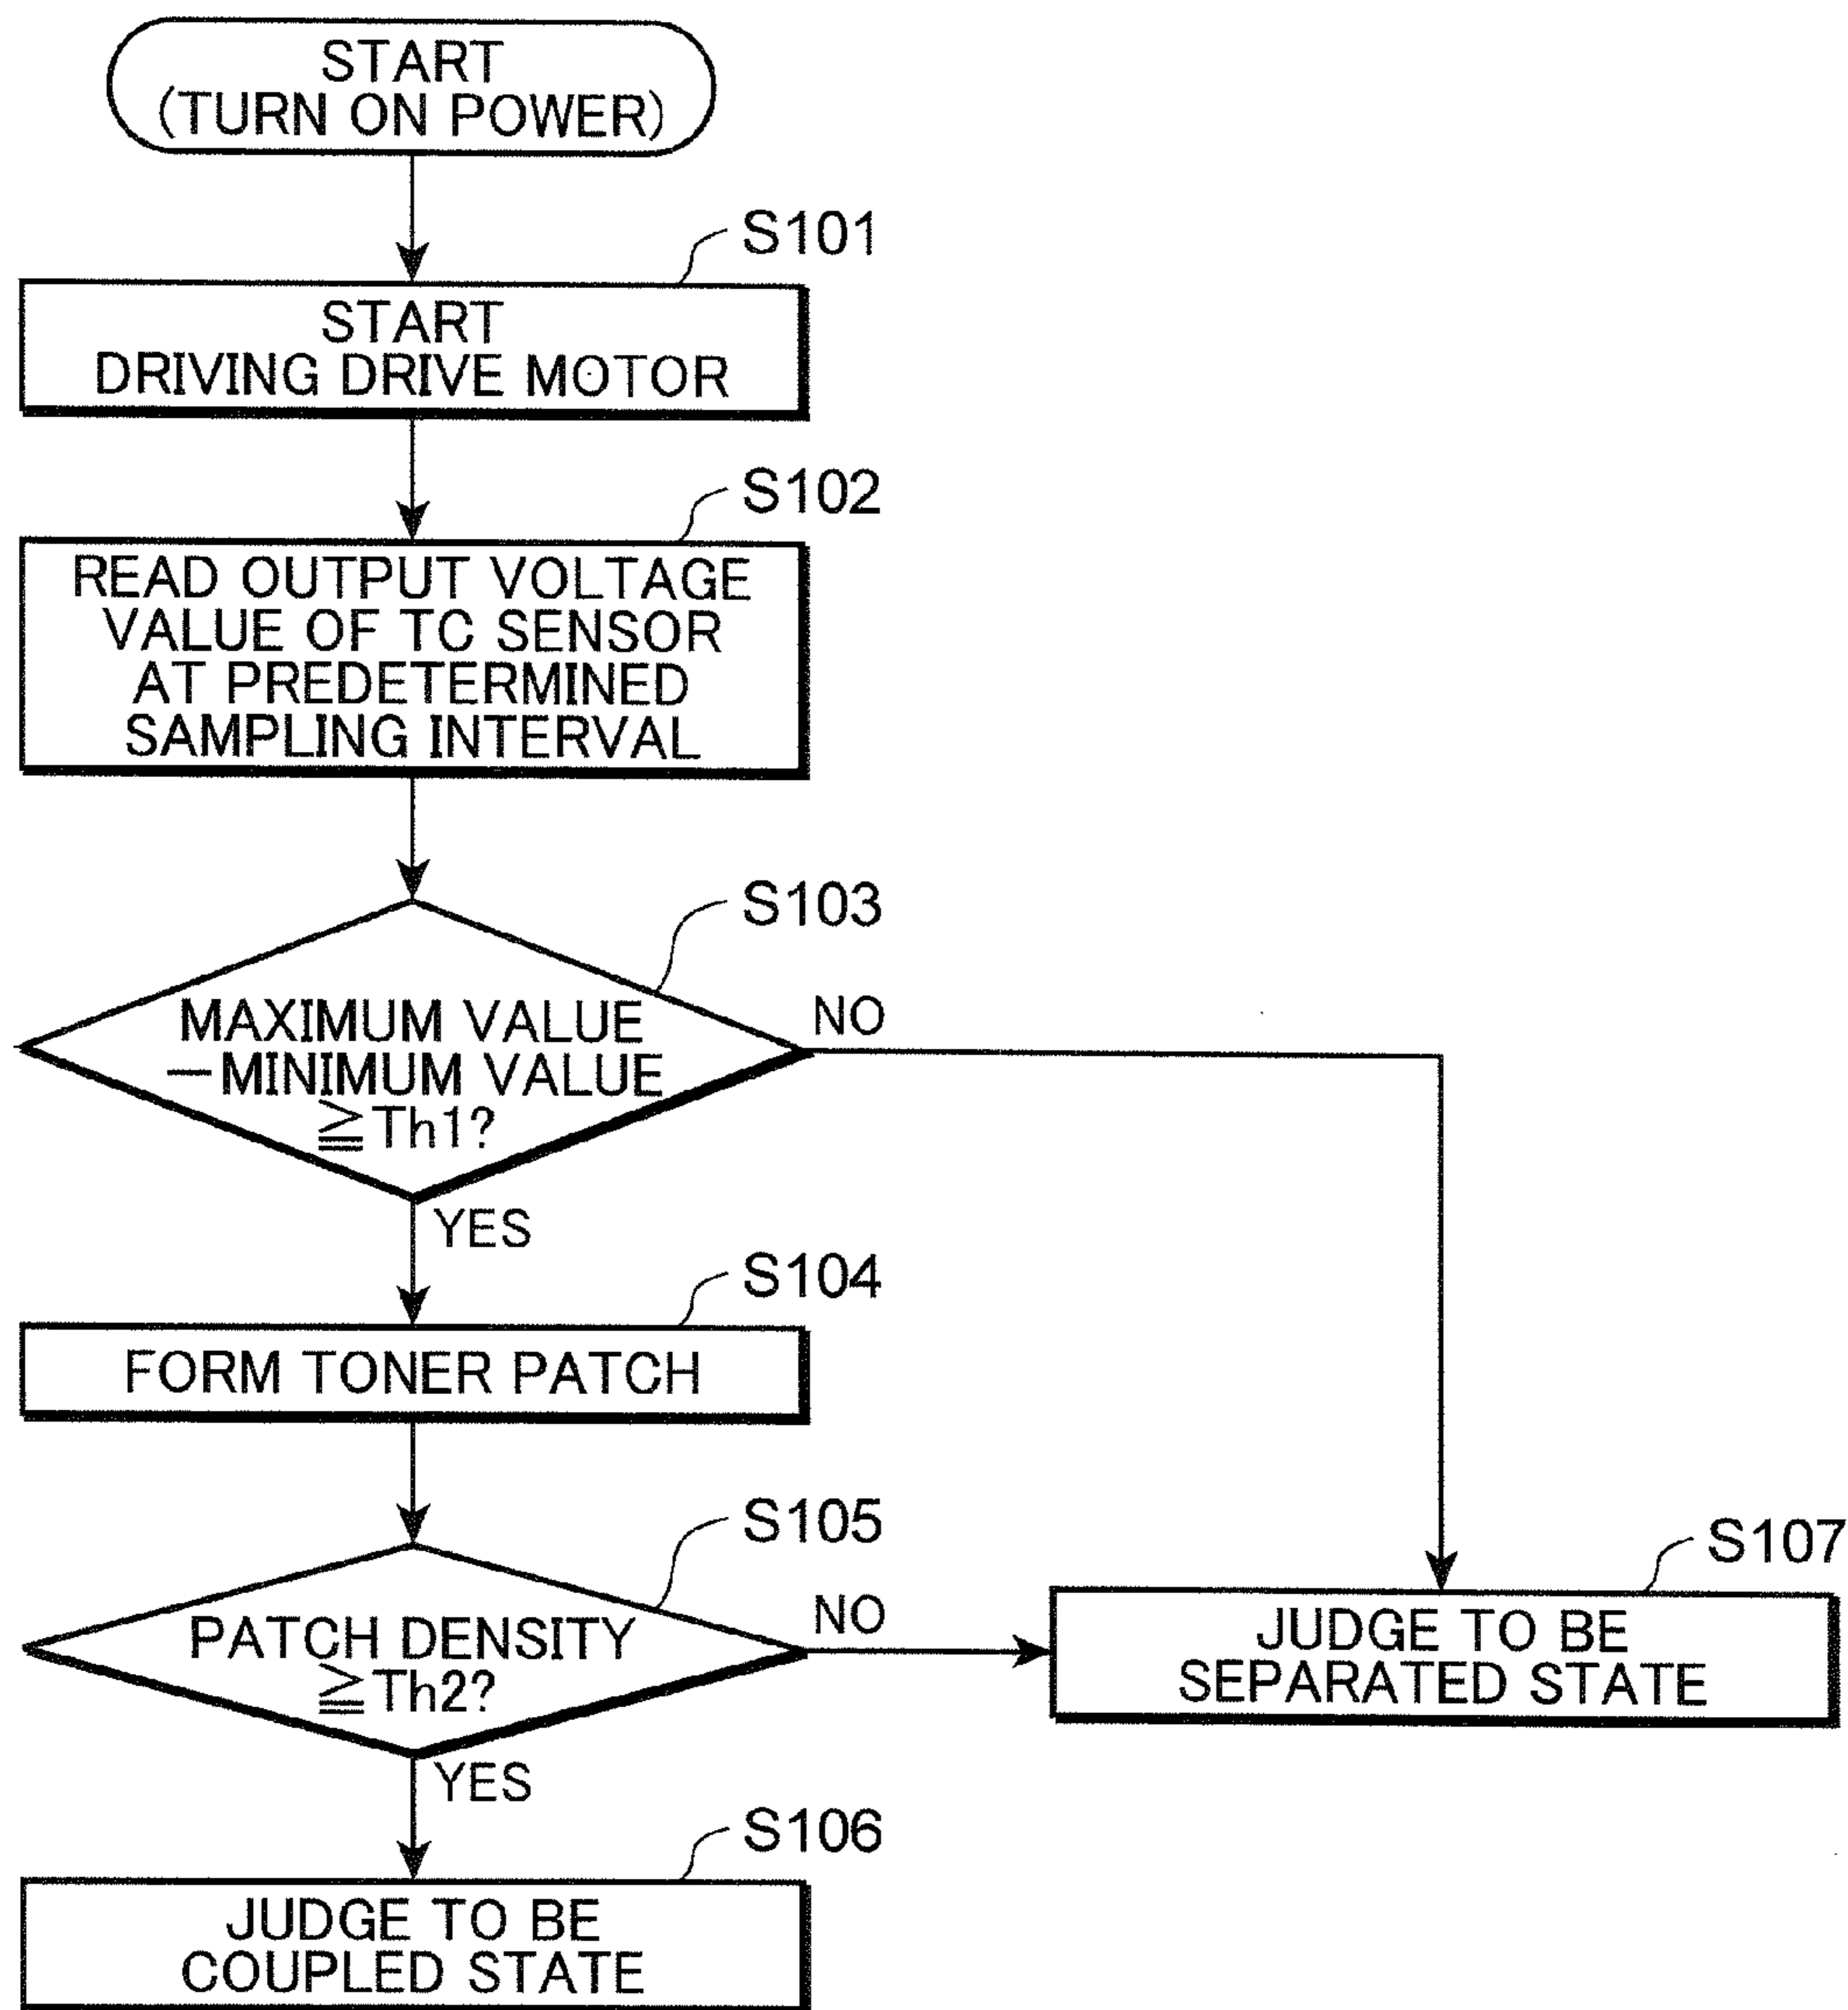 START
(TURN ON POWER)
S101
START
DRIVING DRIVE MOTOR
S102
READ OUTPUT VOLTAGE
VALUE OF TC SENSOR
AT PREDETERMINED
SAMPLING INTERVAL
S103
MAXIMUM VALUE
—MINIMUM VALUE
≧Th1?
NO
YES
S104
FORM TONER PATCH
S105
PATCH DENSITY
≧Th2?
NO
YES
S107
JUDGE TO BE
SEPARATED STATE
S106
JUDGE TO BE
COUPLED STATE